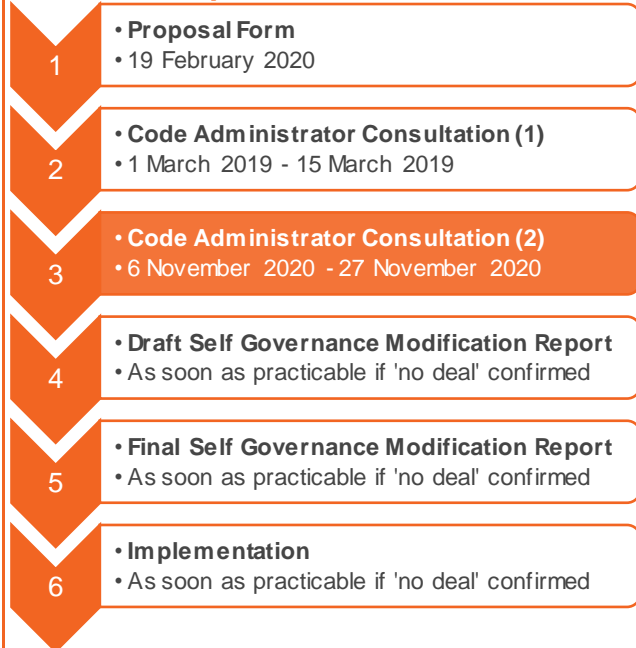 1
• Proposal Form
• 19 February 2020
2
• Code Administrator Consultation (1)
• 1 March 2019 - 15 March 2019
3
• Code Administrator Consultation (2)
• 6 November 2020 - 27 November 2020
4
• Draft Self Governance Modification Report
• As soon as practicable if 'no deal' confirmed
5
• Final Self Governance Modification Report
• As soon as practicable if 'no deal' confirmed
6
• Implementation
• As soon as practicable if 'no deal' confirmed